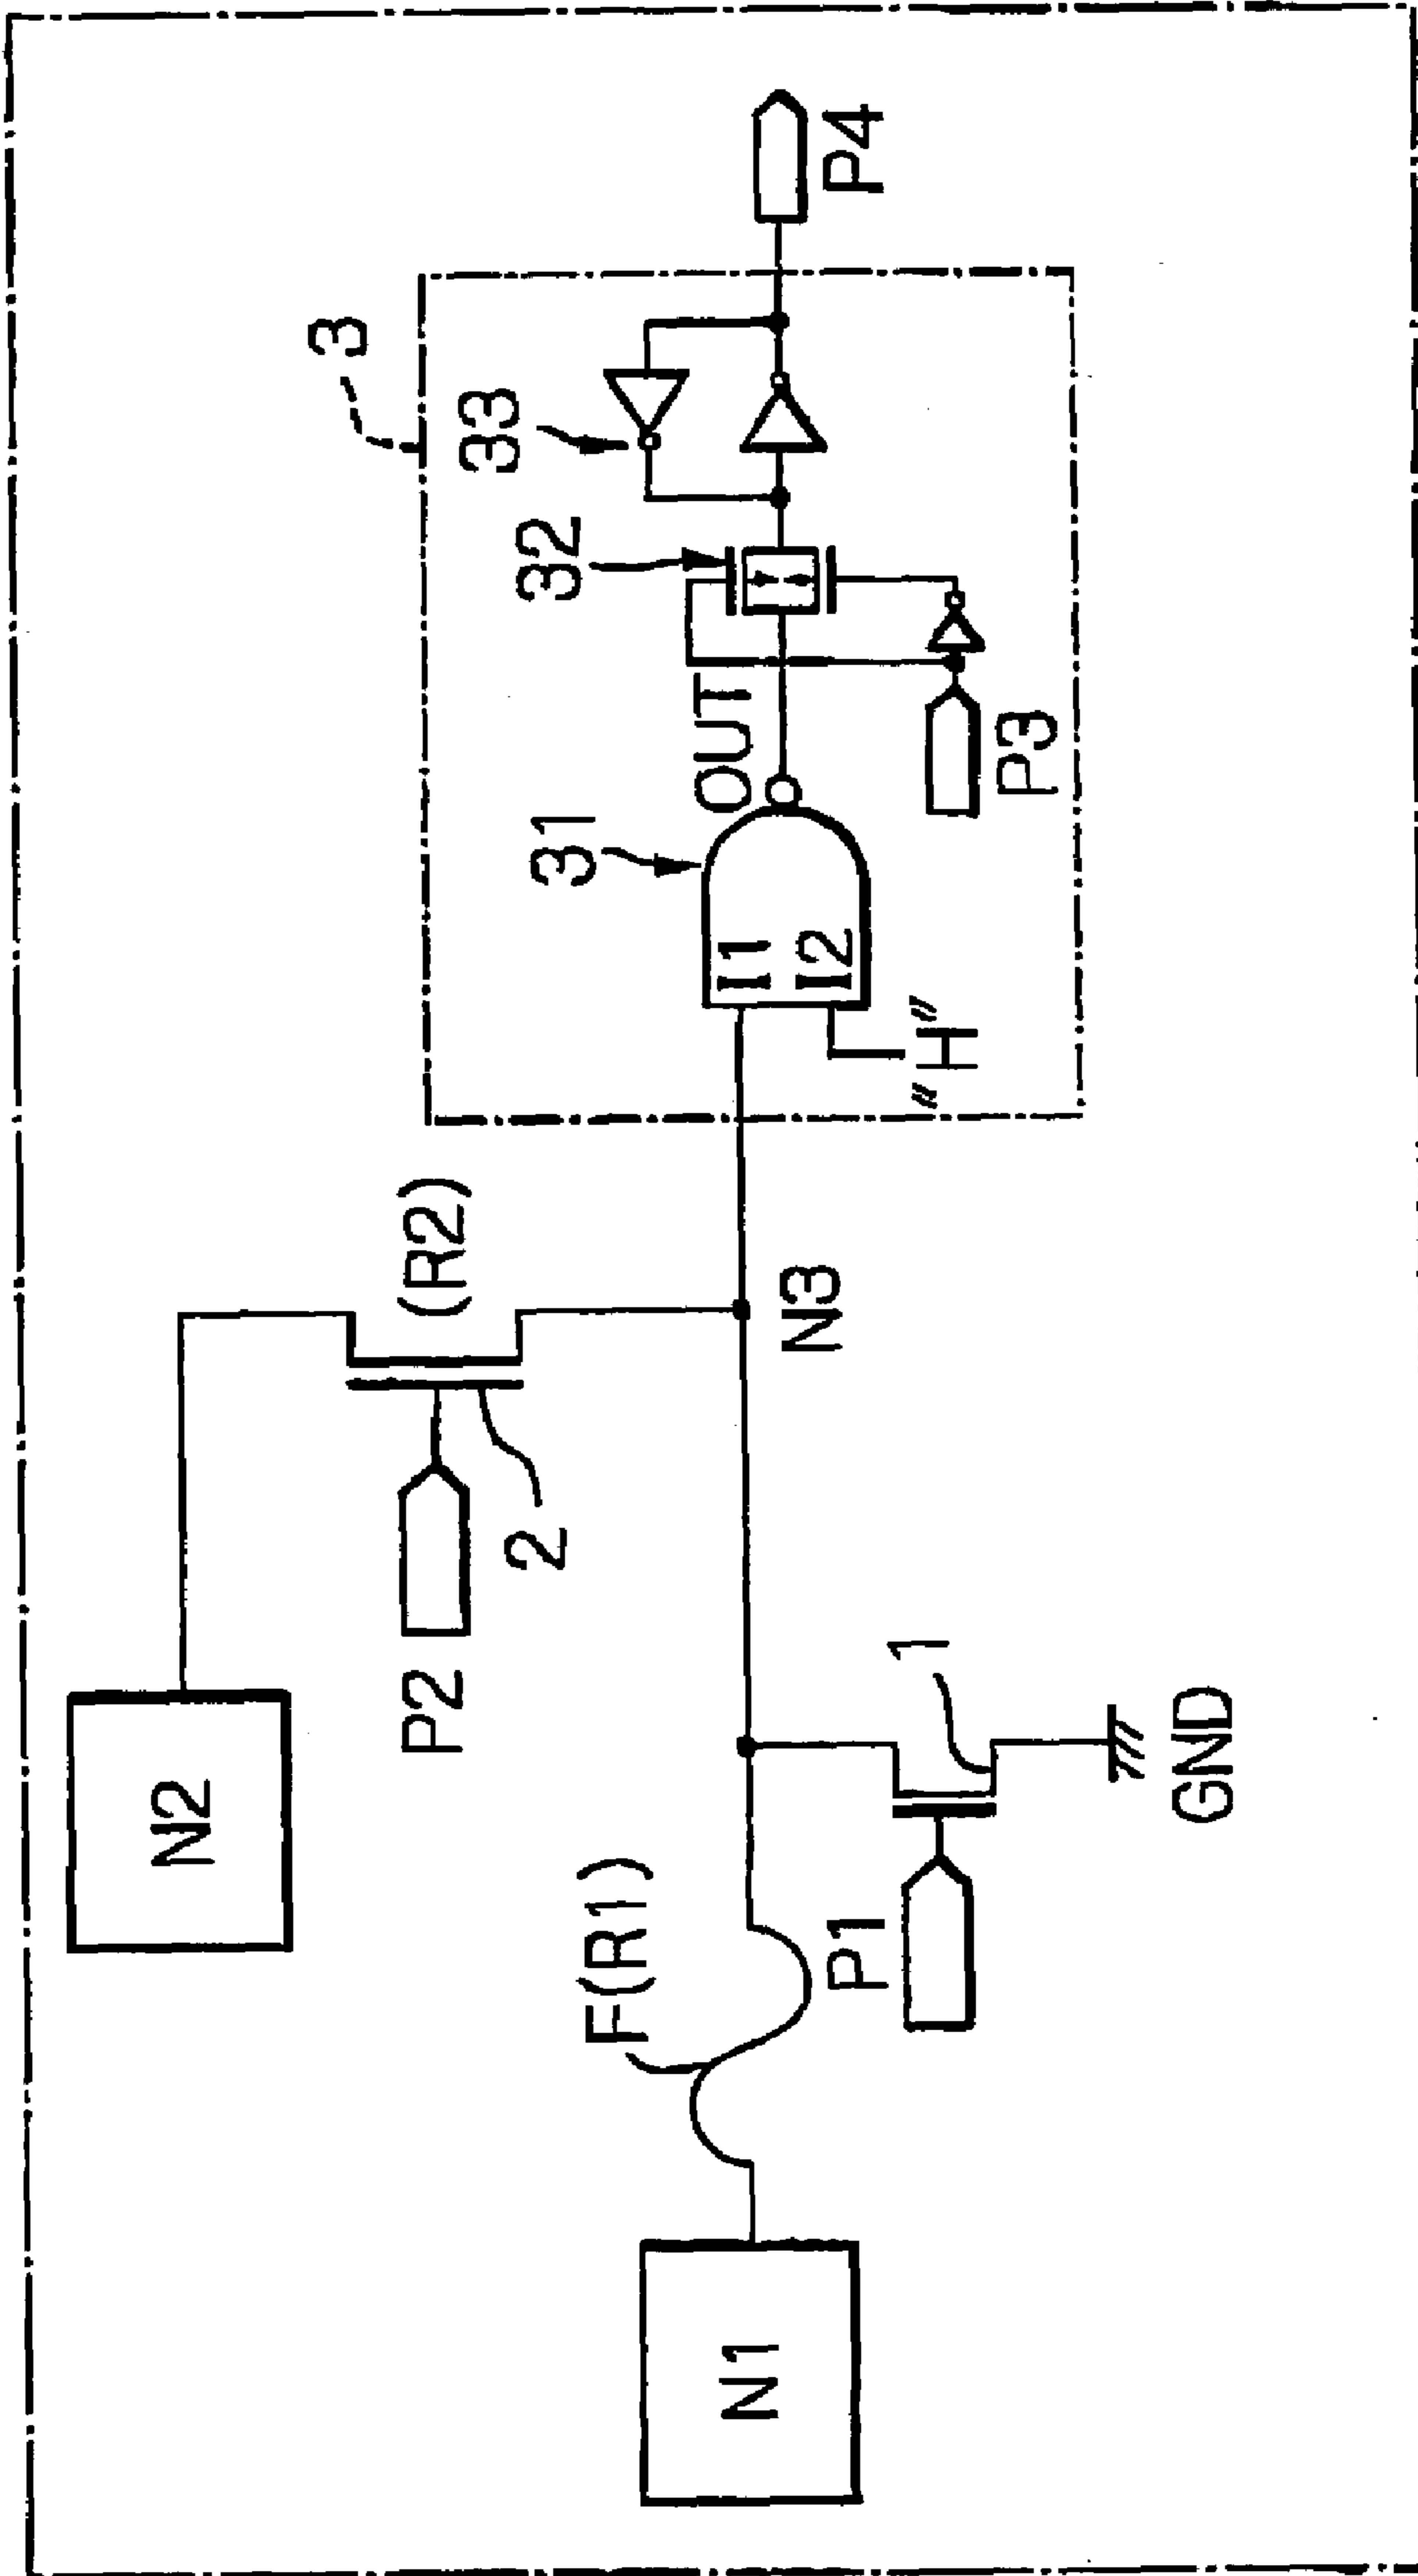 N2
P2
2
(R2)
3
33
32
31
OUT
I1
I2
"H"
P3
P4
N3
N1
F(R1)
P1
1
GND